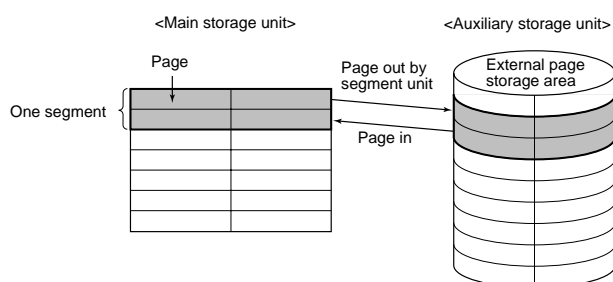 <Main storage unit>
<Auxiliary storage unit>
Page
One segment
Page out by
segment unit
Page in
External page
storage area